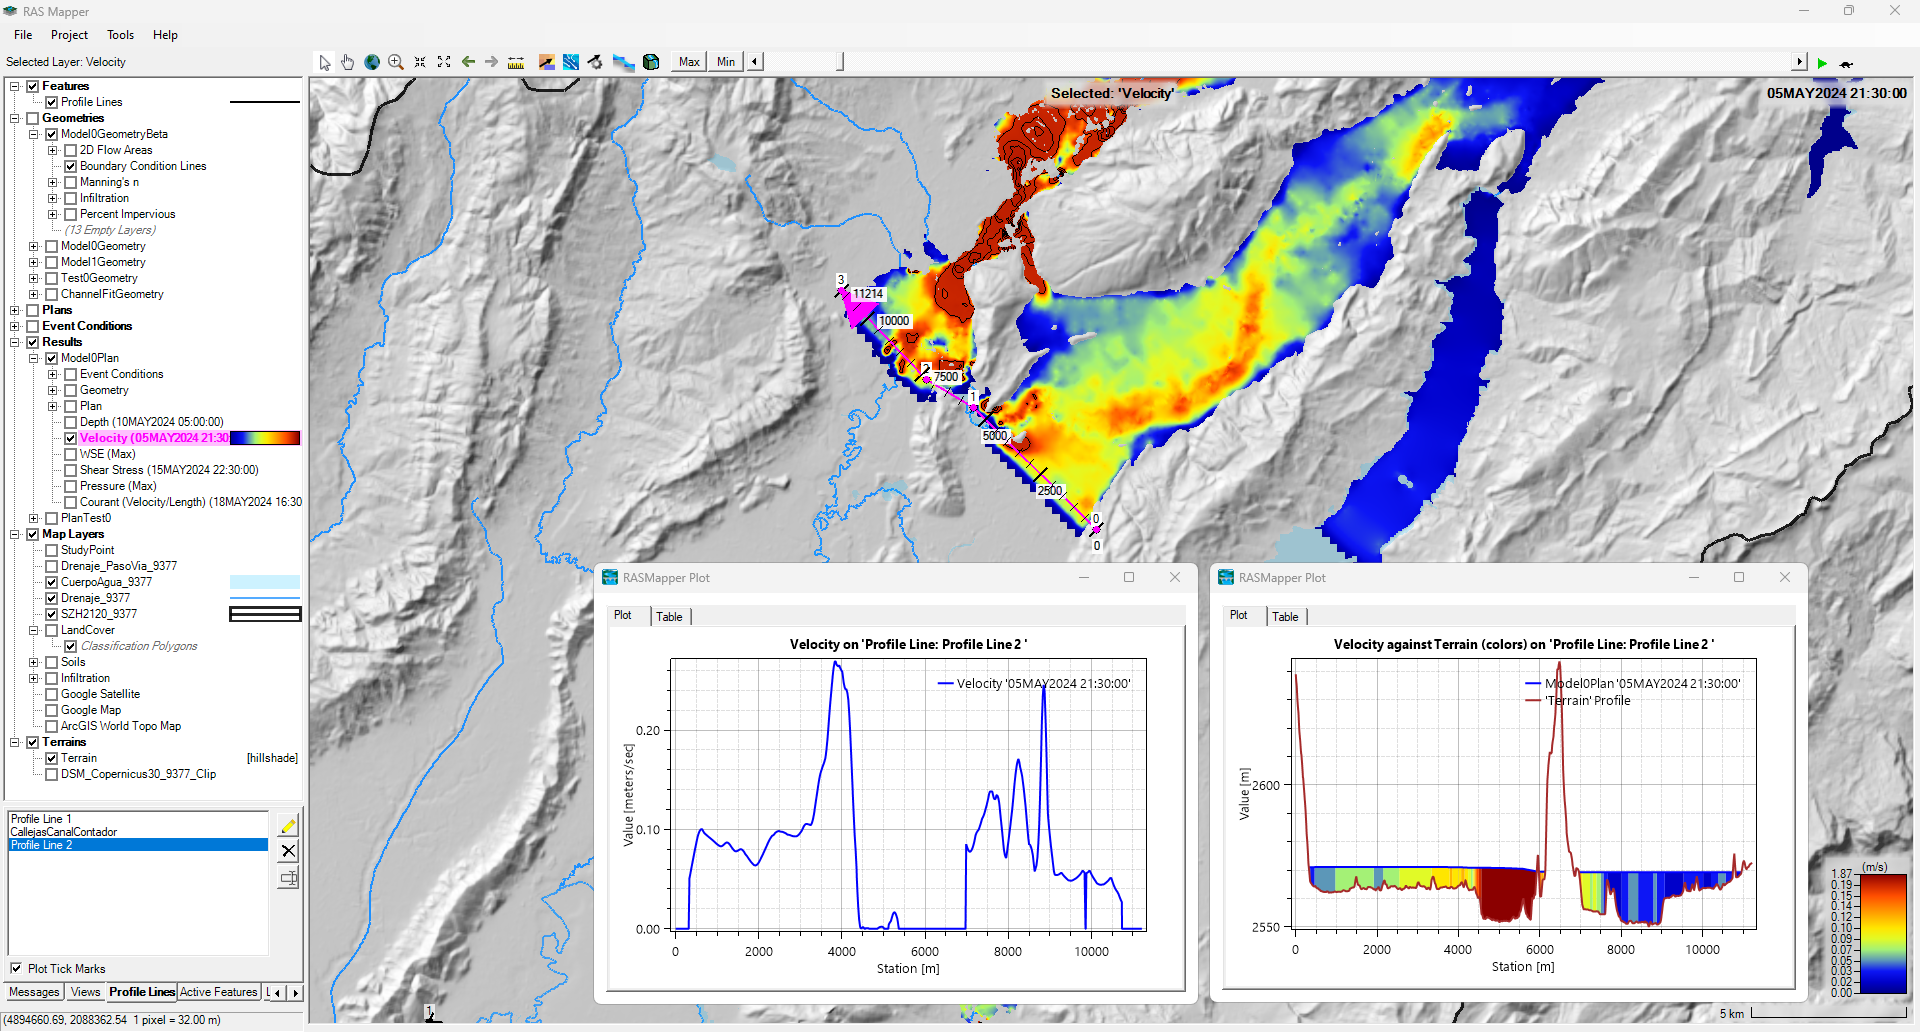 RAS Mapper
File Project Tools Help
Selected Layer: Velocity
Max Min
Features
Profile Lines
Geometries
Model0GeometryBeta
2D Flow Areas
Boundary Condition Lines
Manning's n
Infiltration
Percent Impervious
(13 Empty Layers)
Model0Geometry
Model1Geometry
Test0Geometry
ChannelFitGeometry
Plans
Event Conditions
Results
Model0Plan
Event Conditions
Geometry
Plan
Depth (10MAY2024 05:00:00)
Velocity (05MAY2024 21:30
WSE (Max)
Shear Stress (15MAY2024 22:30:00)
Pressure (Max)
Courant (Velocity/Length) (18MAY2024 16:30
PlanTest0
Map Layers
StudyPoint
Drenaje_PasoVia_9377
CuerpoAgua_9377
Drenaje_9377
SZH2120_9377
LandCover
Classification Polygons
Soils
Infiltration
Google Satellite
Google Map
ArcGIS World Topo Map
Terrains
Terrain [hillshade]
DSM_Copernicus30_9377_Clip
Profile Line 1
CallejasCanalContador
Profile Line 2
Plot Tick Marks
Messages Views Profile Lines Active Features L
(4894660.69, 2088362.54 1 pixel = 32.00 m)
Selected: 'Velocity'
05MAY2024 21:30:00
3
11214
10000
2
7500
1
5000
2500
0
0
1
RASMapper Plot
Plot Table
Velocity on 'Profile Line: Profile Line 2 '
Velocity '05MAY2024 21:30:00'
Value [meters/sec]
0.20
0.10
0.00
0 2000 4000 6000 8000 10000
Station [m]
RASMapper Plot
Plot Table
Velocity against Terrain (colors) on 'Profile Line: Profile Line 2 '
Model0Plan '05MAY2024 21:30:00'
'Terrain' Profile
Value [m]
2600
2550
0 2000 4000 6000 8000 10000
Station [m]
(m/s)
1.87
0.19
0.15
0.14
0.12
0.10
0.09
0.07
0.05
0.03
0.02
0.00
5 km